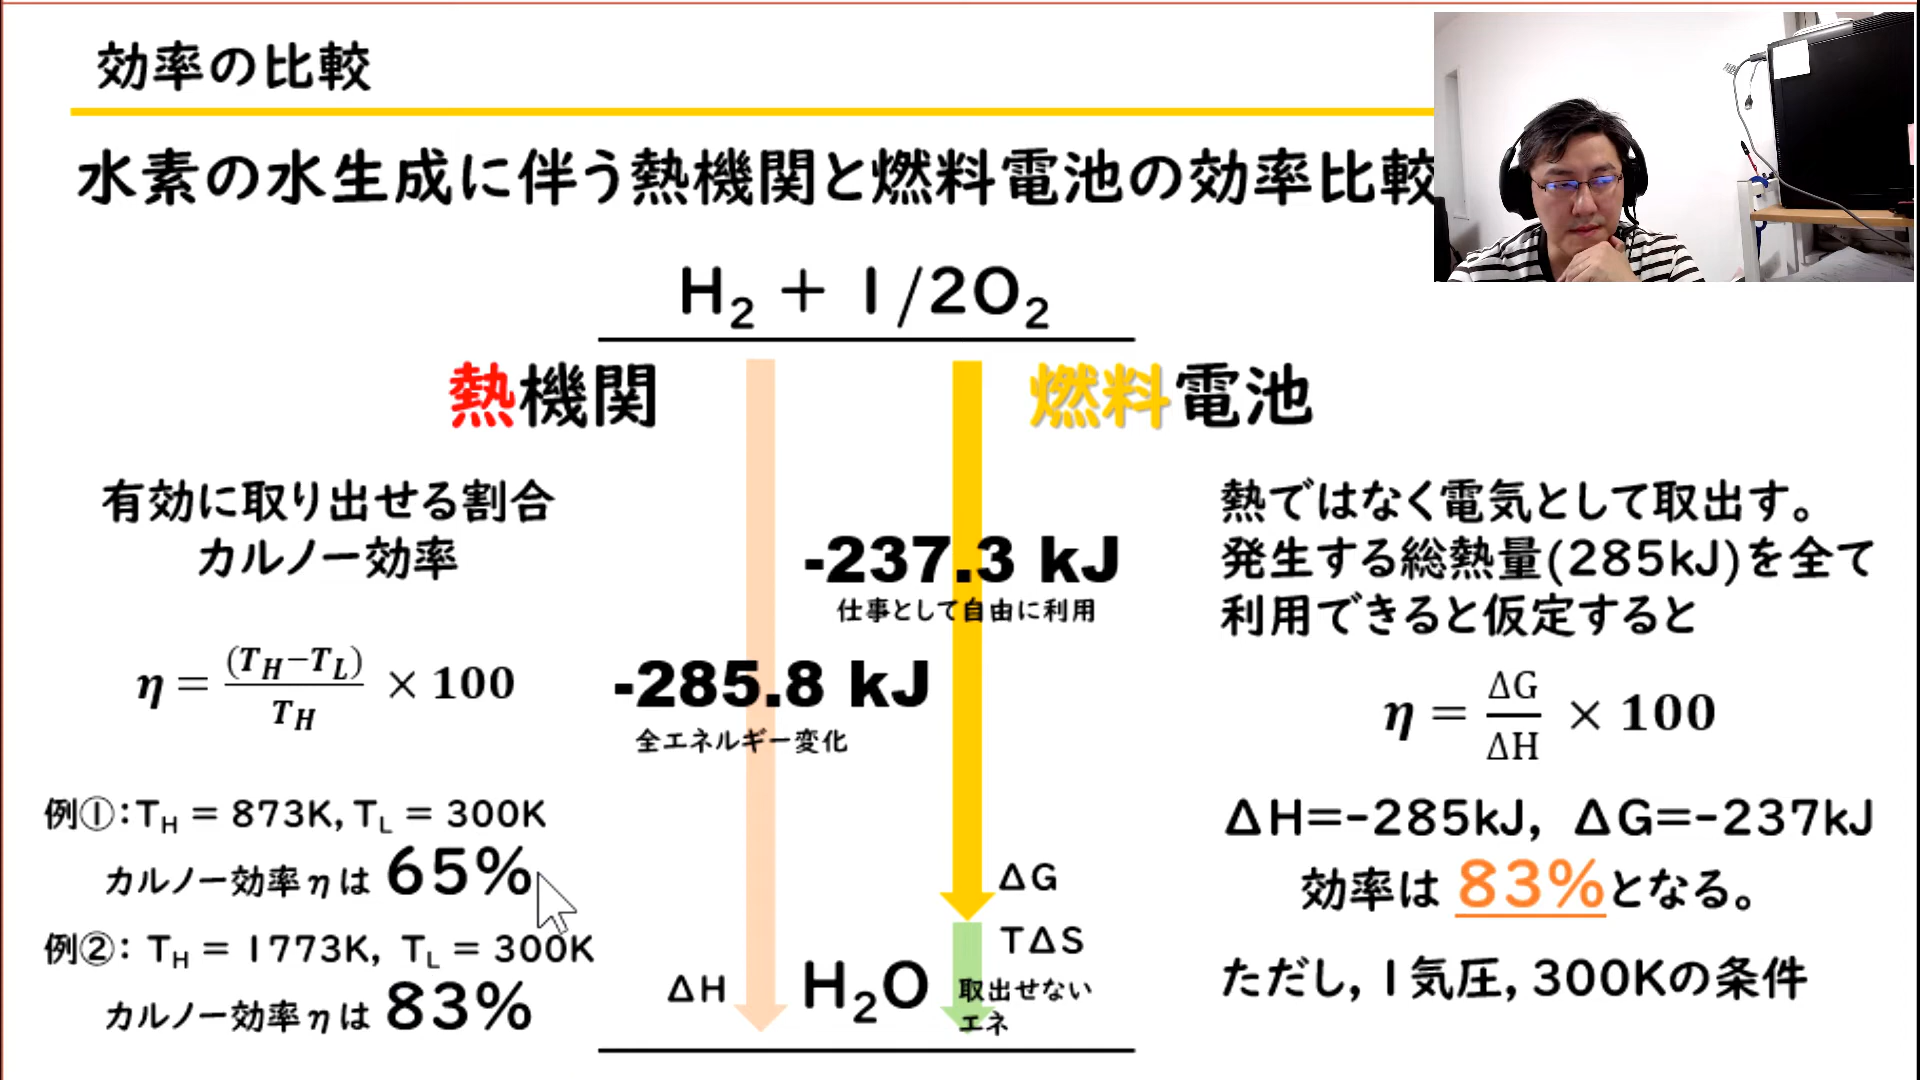 効率の比較
水素の水生成に伴う熱機関と燃料電池の効率比較
H₂ + 1/2O₂
熱機関
燃料電池
有効に取り出せる割合
カルノー効率
η = (T_H−T_L)/T_H × 100
例①:T_H = 873K, T_L = 300K
カルノー効率ηは 65%
例②: T_H = 1773K, T_L = 300K
カルノー効率ηは 83%
-237.3 kJ
仕事として自由に利用
-285.8 kJ
全エネルギー変化
ΔG
TΔS
ΔH
H₂O
取出せない
エネ
熱ではなく電気として取出す。
発生する総熱量(285kJ)を全て
利用できると仮定すると
η = ΔG/ΔH × 100
ΔH=-285kJ, ΔG=-237kJ
効率は 83%となる。
ただし, 1気圧, 300Kの条件